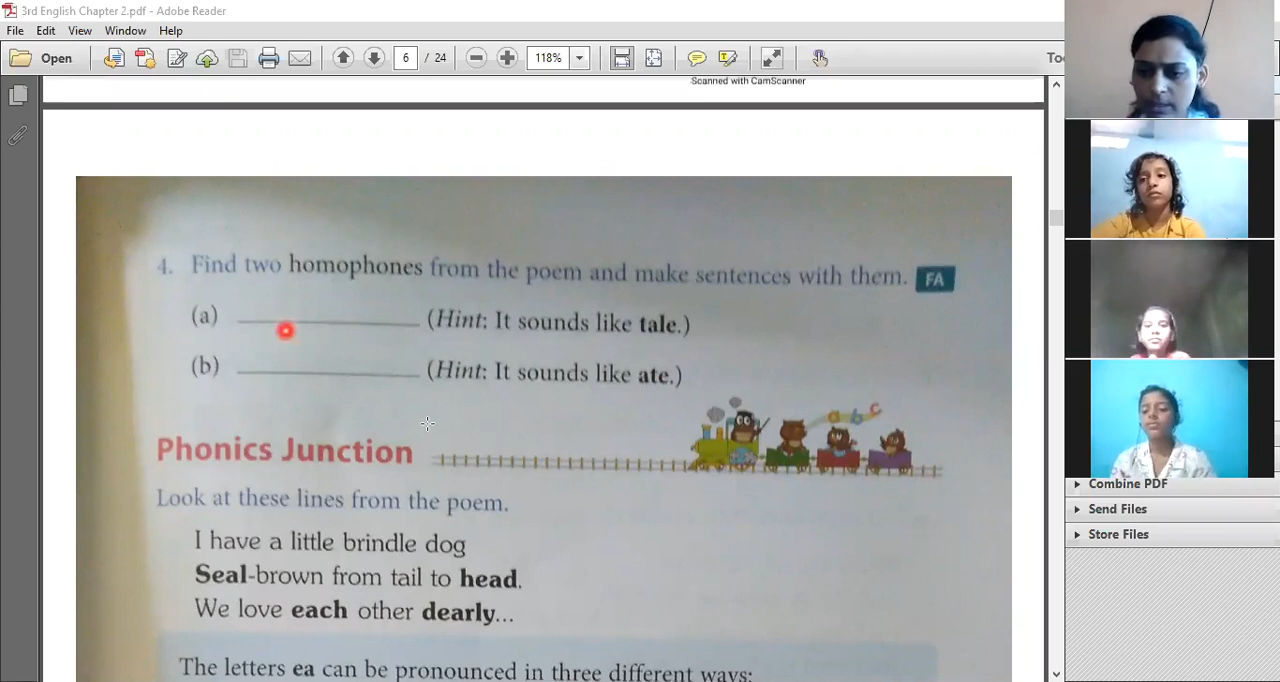 3rd English Chapter 2.pdf - Adobe Reader
File Edit View Window Help
Open 6 / 24 118%
Scanned with CamScanner
4. Find two homophones from the poem and make sentences with them. FA
(a) ____________ (Hint: It sounds like tale.)
(b) ____________ (Hint: It sounds like ate.)
a b c
Phonics Junction
Look at these lines from the poem.
I have a little brindle dog
Seal-brown from tail to head.
We love each other dearly...
The letters ea can be pronounced in three different ways:
Combine PDF
Send Files
Store Files